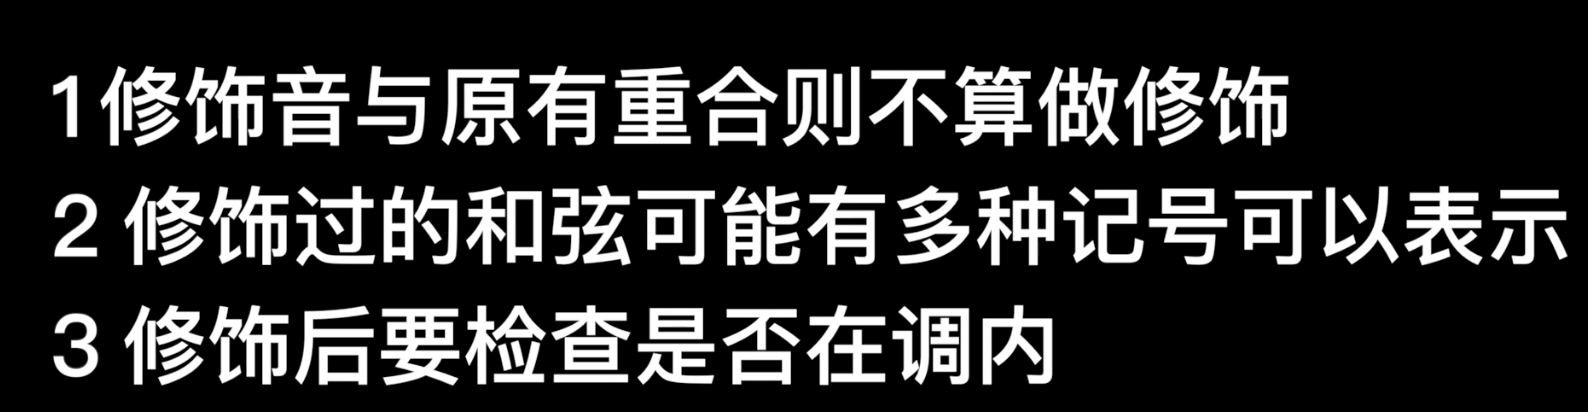 1修饰音与原有重合则不算做修饰
2 修饰过的和弦可能有多种记号可以表示
3 修饰后要检查是否在调内